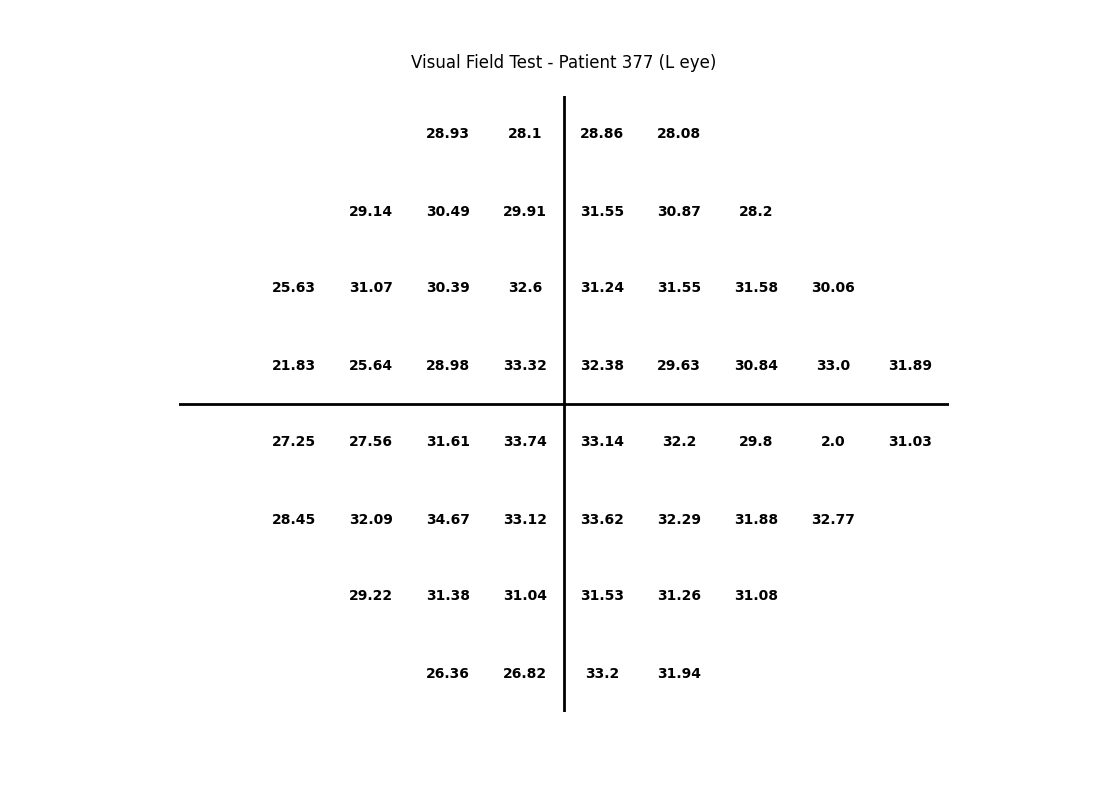 Visual Field Test - Patient 377 (L eye)
28.93 28.1 28.86 28.08
29.14 30.49 29.91 31.55 30.87 28.2
25.63 31.07 30.39 32.6 31.24 31.55 31.58 30.06
21.83 25.64 28.98 33.32 32.38 29.63 30.84 33.0 31.89
27.25 27.56 31.61 33.74 33.14 32.2 29.8 2.0 31.03
28.45 32.09 34.67 33.12 33.62 32.29 31.88 32.77
29.22 31.38 31.04 31.53 31.26 31.08
26.36 26.82 33.2 31.94